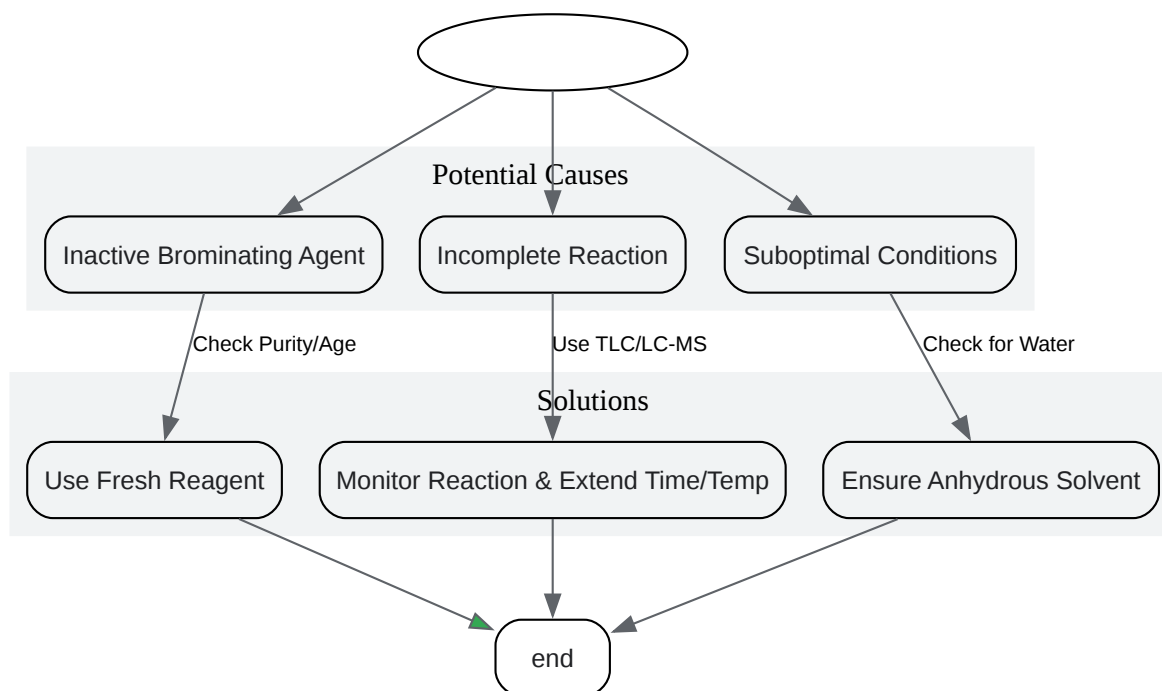 Potential Causes
Inactive Brominating Agent
Incomplete Reaction
Suboptimal Conditions
Check Purity/Age
Use TLC/LC-MS
Check for Water
Solutions
Use Fresh Reagent
Monitor Reaction & Extend Time/Temp
Ensure Anhydrous Solvent
end